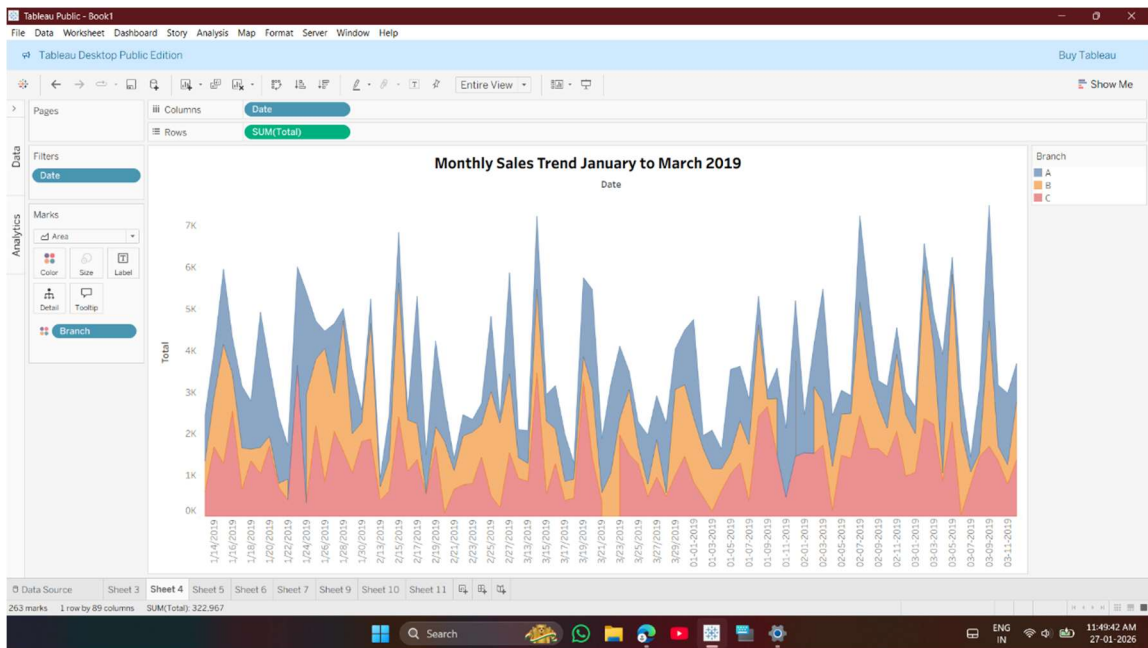 Tableau Public - Book1
File Data Worksheet Dashboard Story Analysis Map Format Server Window Help
Tableau Desktop Public Edition
Buy Tableau
Entire View
Show Me
Pages
Columns
Date
Rows
SUM(Total)
Data
Analytics
Filters
Date
Marks
Area
Color Size Label
Detail Tooltip
Branch
Monthly Sales Trend January to March 2019
Date
Branch
A
B
C
Total
7K
6K
5K
4K
3K
2K
1K
0K
1/14/2019 1/16/2019 1/18/2019 1/20/2019 1/22/2019 1/24/2019 1/26/2019 1/28/2019 1/30/2019 2/13/2019 2/15/2019 2/17/2019 2/19/2019 2/21/2019 2/23/2019 2/25/2019 2/27/2019 3/13/2019 3/15/2019 3/17/2019 3/19/2019 3/21/2019 3/23/2019 3/25/2019 3/27/2019 3/29/2019 01-01-2019 01-03-2019 01-05-2019 01-07-2019 01-09-2019 01-11-2019 02-01-2019 02-03-2019 02-05-2019 02-07-2019 02-09-2019 02-11-2019 03-01-2019 03-03-2019 03-05-2019 03-07-2019 03-09-2019 03-11-2019
Data Source Sheet 3 Sheet 4 Sheet 5 Sheet 6 Sheet 7 Sheet 9 Sheet 10 Sheet 11
263 marks 1 row by 89 columns SUM(Total): 322,967
Search
ENG
IN
11:49:42 AM
27-01-2026